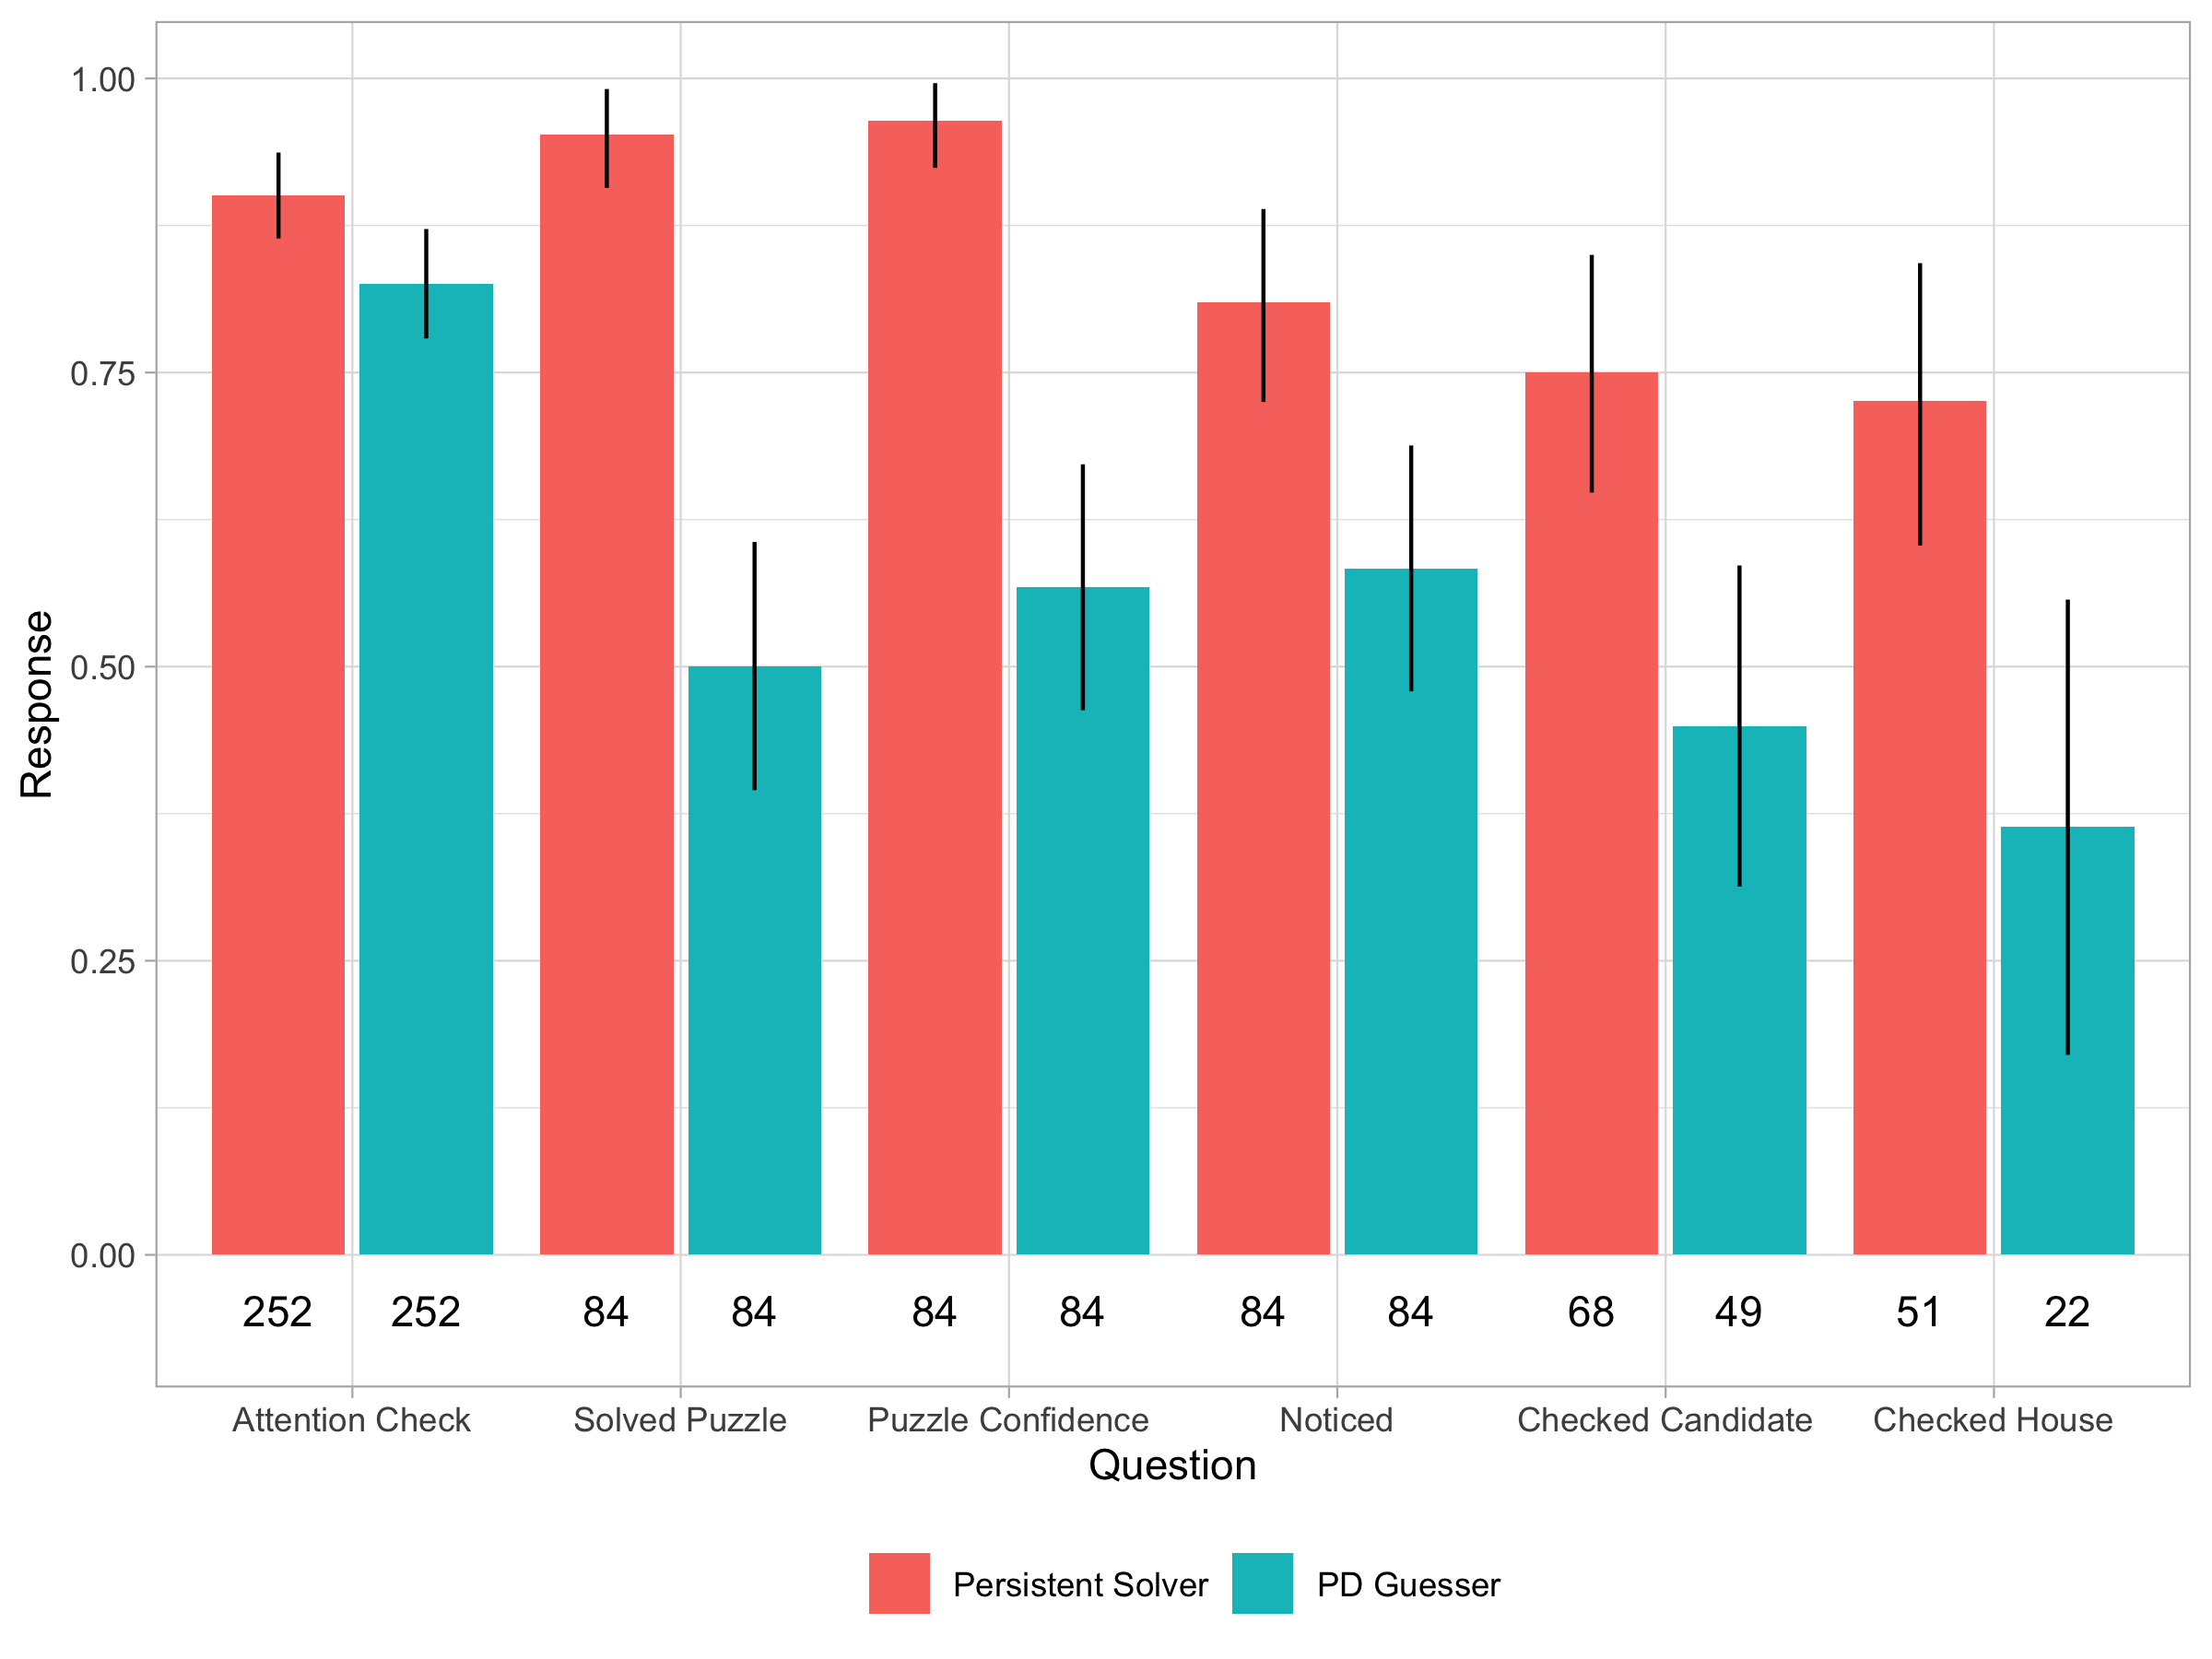 Response
1.00
0.75
0.50
0.25
0.00
252 252 84 84 84 84 84 84 68 49 51 22
Attention Check Solved Puzzle Puzzle Confidence Noticed Checked Candidate Checked House
Question
Persistent Solver PD Guesser